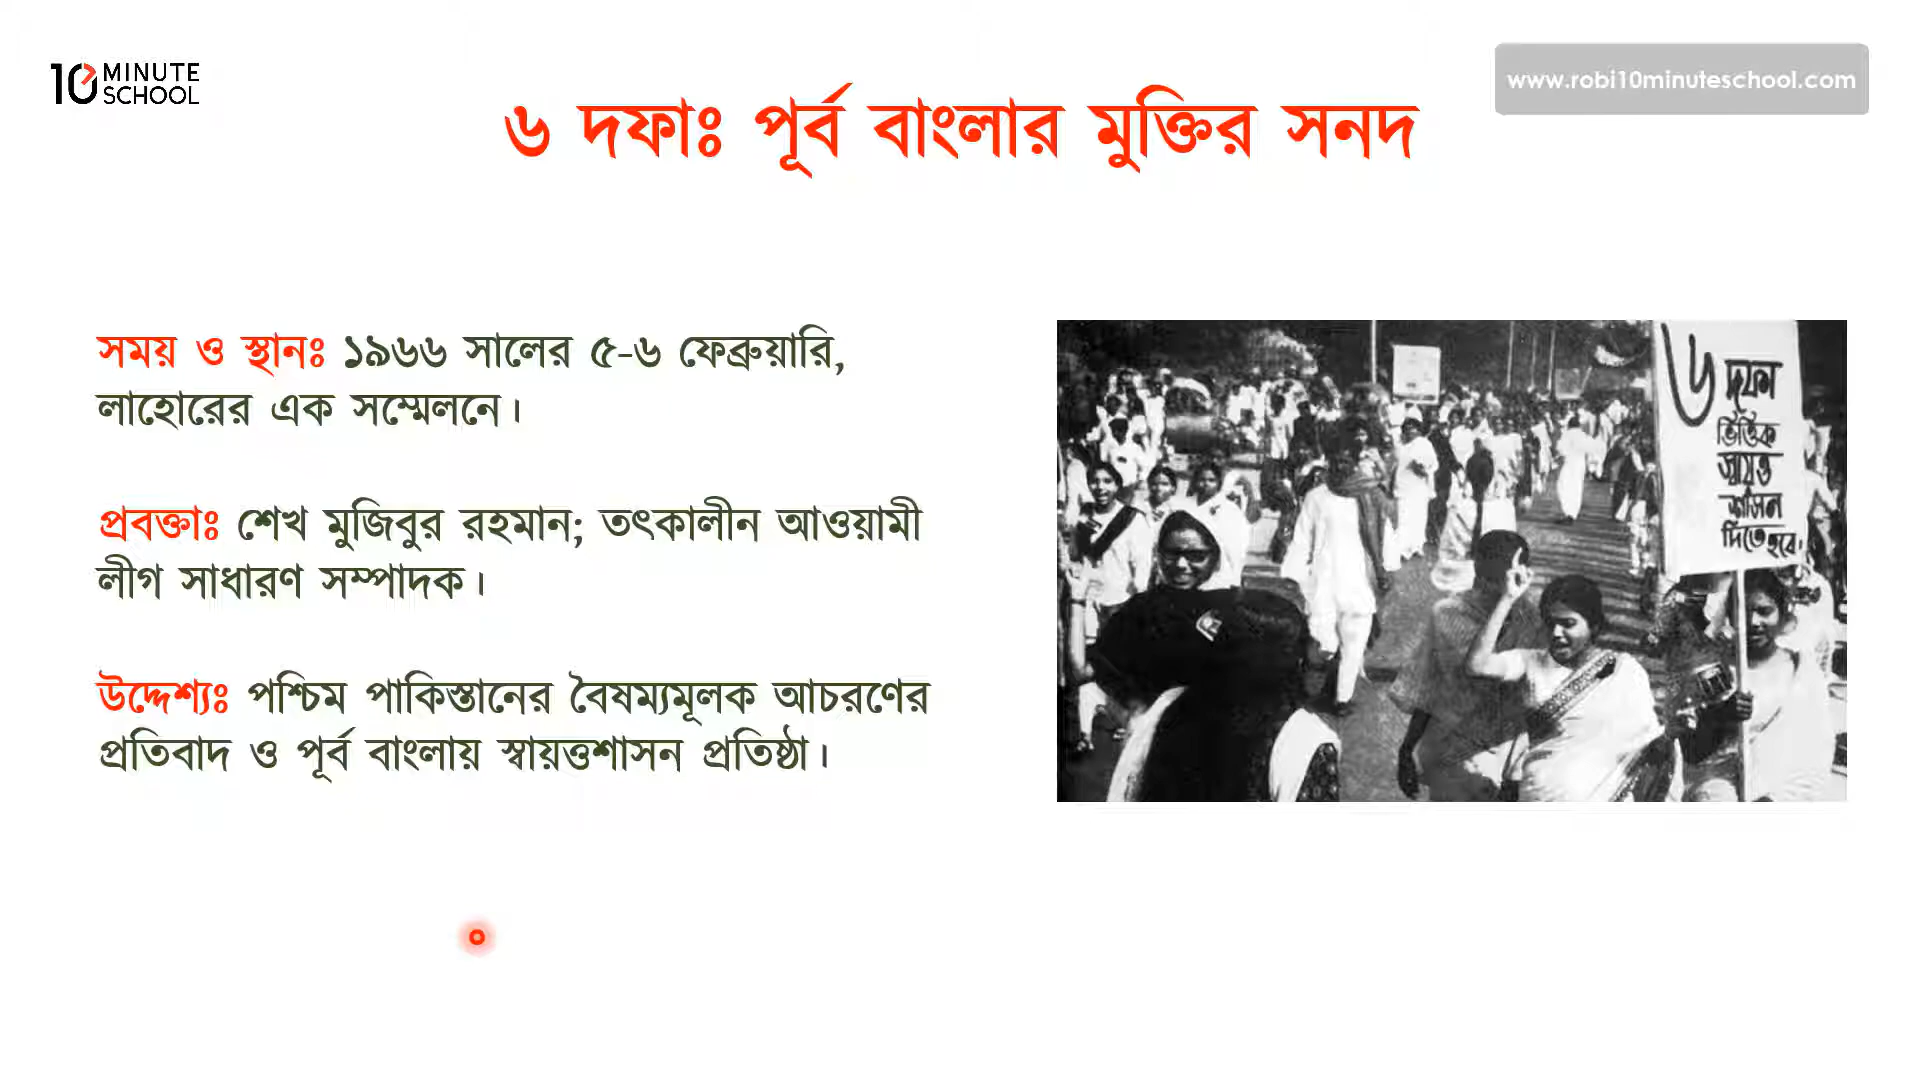 10 MINUTE
SCHOOL
www.robi10minuteschool.com
৬ দফাঃ পূর্ব বাংলার মুক্তির সনদ
সময় ও স্থানঃ ১৯৬৬ সালের ৫-৬ ফেব্রুয়ারি,
লাহোরের এক সম্মেলনে।
প্রবক্তাঃ শেখ মুজিবুর রহমান; তৎকালীন আওয়ামী
লীগ সাধারণ সম্পাদক।
উদ্দেশ্যঃ পশ্চিম পাকিস্তানের বৈষম্যমূলক আচরণের
প্রতিবাদ ও পূর্ব বাংলায় স্বায়ত্তশাসন প্রতিষ্ঠা।
৬ দফা
ভিত্তিক
স্বায়ত্ত
শাসন
দিতে হবে।